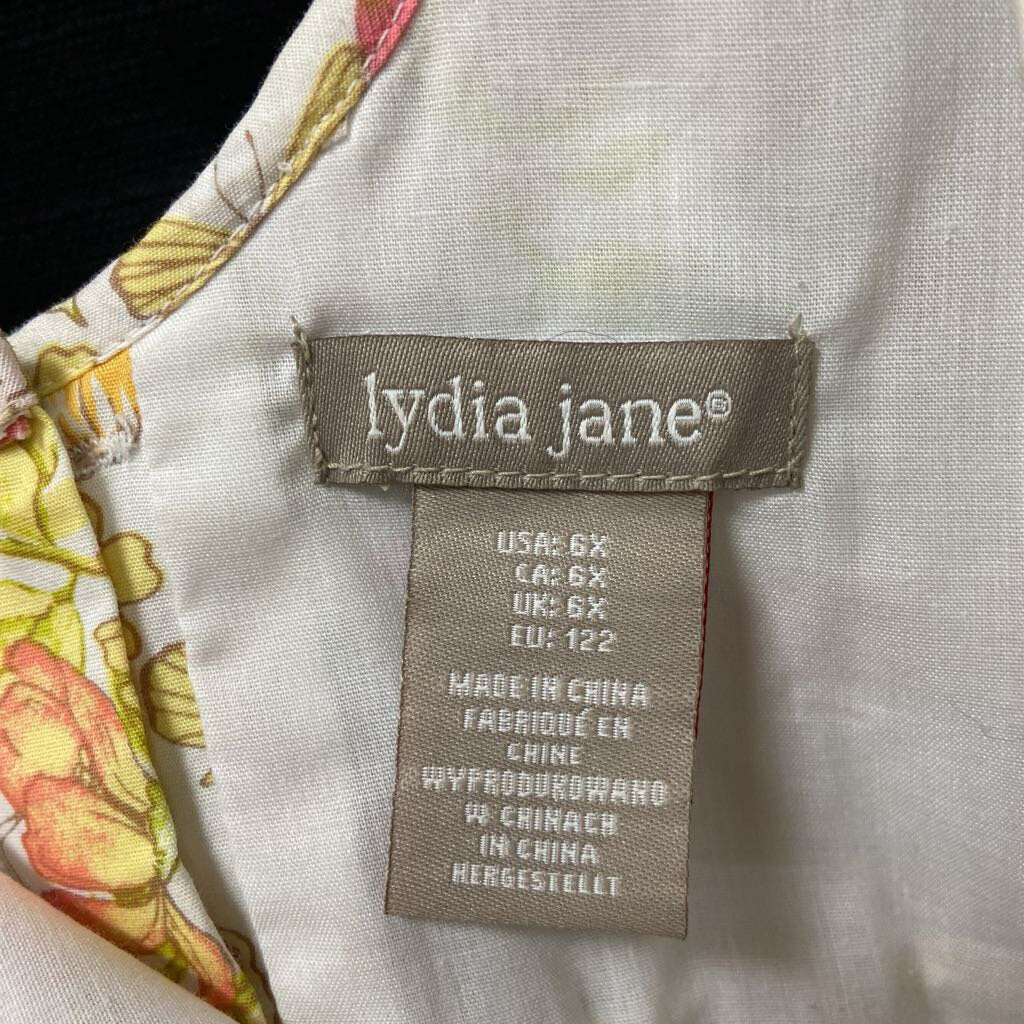 lydia jane®
USA: 6X
CA: 6X
UK: 6X
EU: 122
MADE IN CHINA
FABRIQUÉ EN
CHINE
WYPRODUKOWANO
W CHINACH
IN CHINA
HERGESTELLT